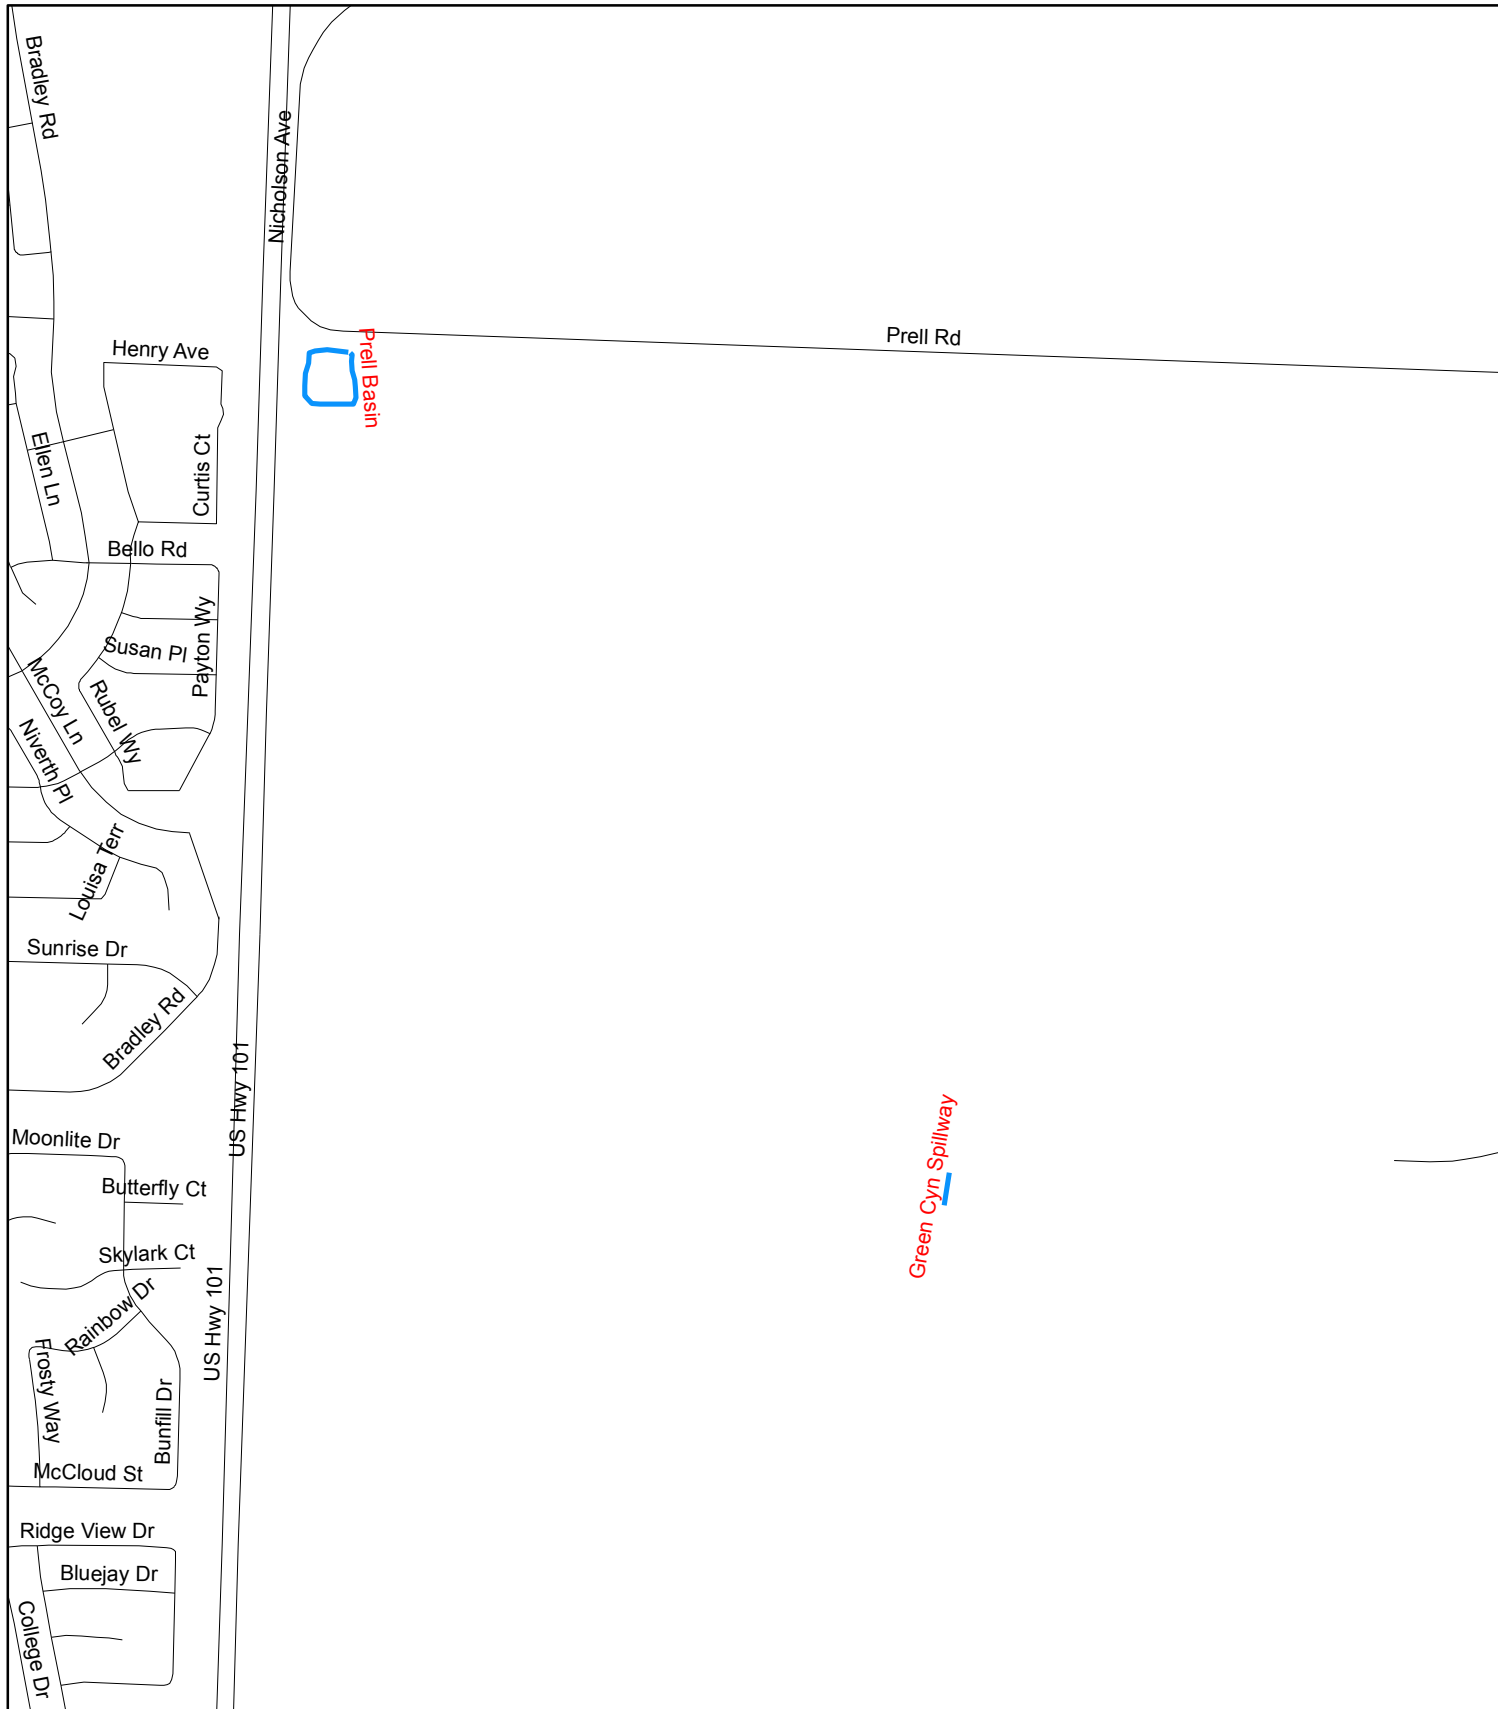 Bradley Rd
Nicholson Ave
Prell Rd
Henry Ave
Prell Basin
Ellen Ln
Curtis Ct
Bello Rd
Payton Wy
Susan Pl
McCoy Ln
Rubel Wy
Niverth Pl
Louisa Terr
Sunrise Dr
Bradley Rd
US Hwy 101
Green Cyn Spillway
Moonlite Dr
Butterfly Ct
Skylark Ct
US Hwy 101
Rainbow Dr
Frosty Way
Bunfill Dr
McCloud St
Ridge View Dr
Bluejay Dr
College Dr